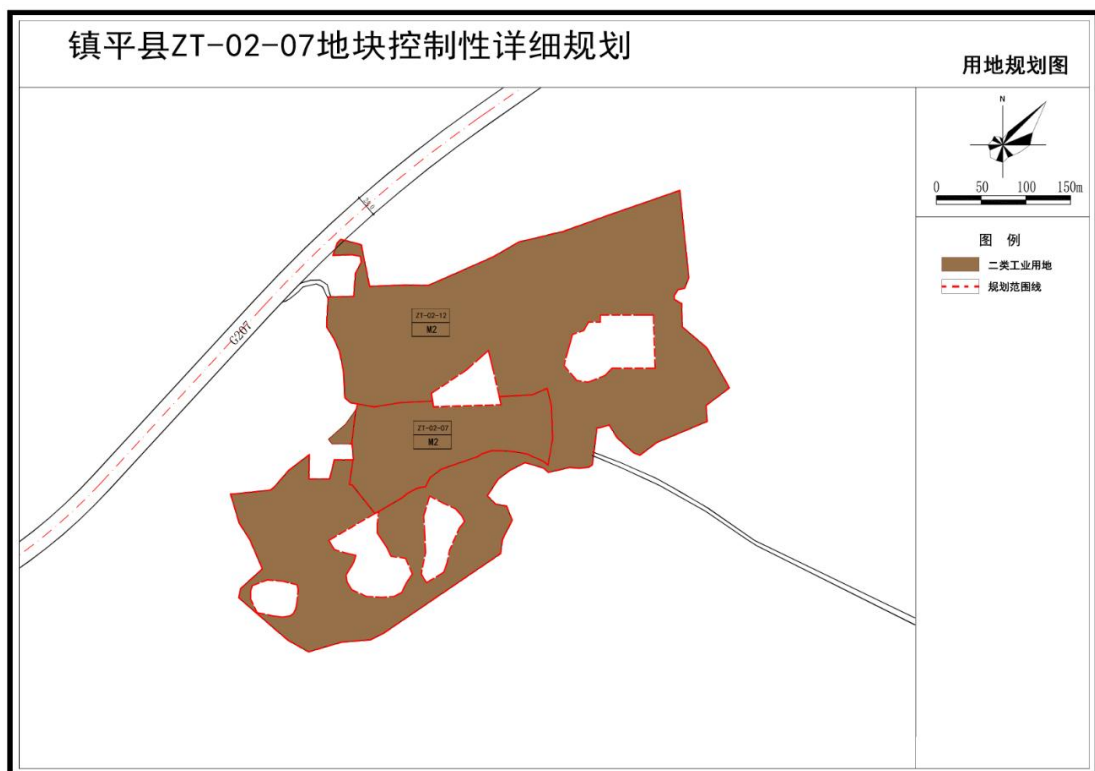 镇平县ZT-02-07地块控制性详细规划
用地规划图
N
0 50 100 150m
图 例
二类工业用地
规划范围线
G207
ZT-02-12
M2
ZT-02-07
M2